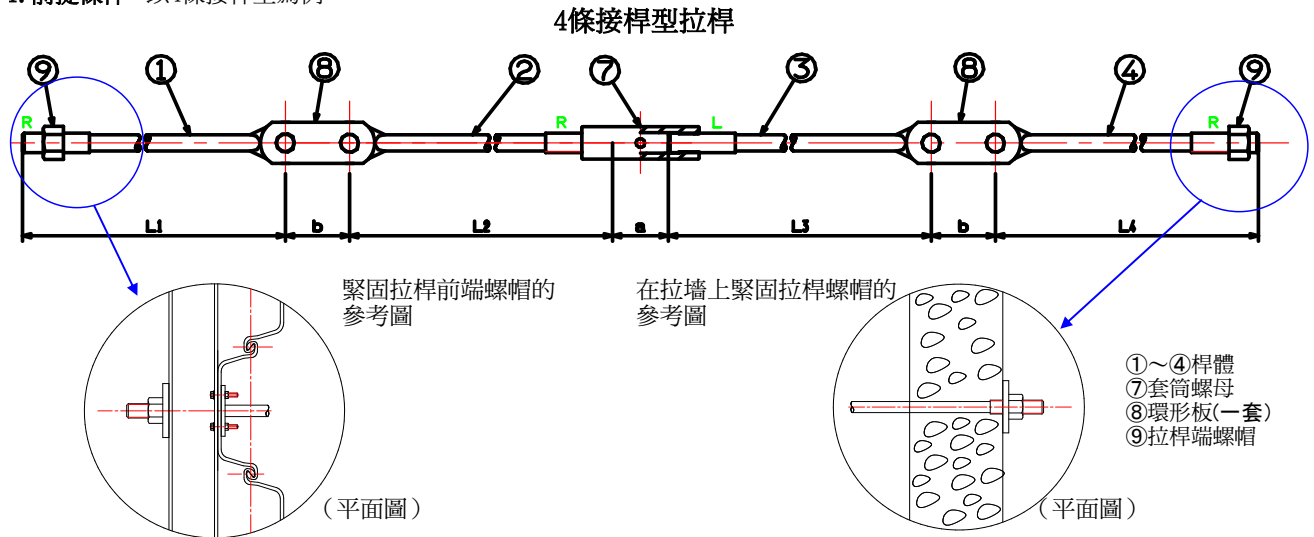 4條接桿型拉桿
⑨ ① ⑧ ② ⑦ ③ ⑧ ④ ⑨
R R L R
L1 b L2 a L3 b L4
緊固拉桿前端螺帽的
參考圖
在拉墻上緊固拉桿螺帽的
參考圖
①～④桿體
⑦套筒螺母
⑧環形板(一套)
⑨拉桿端螺帽
（平面圖）
（平面圖）